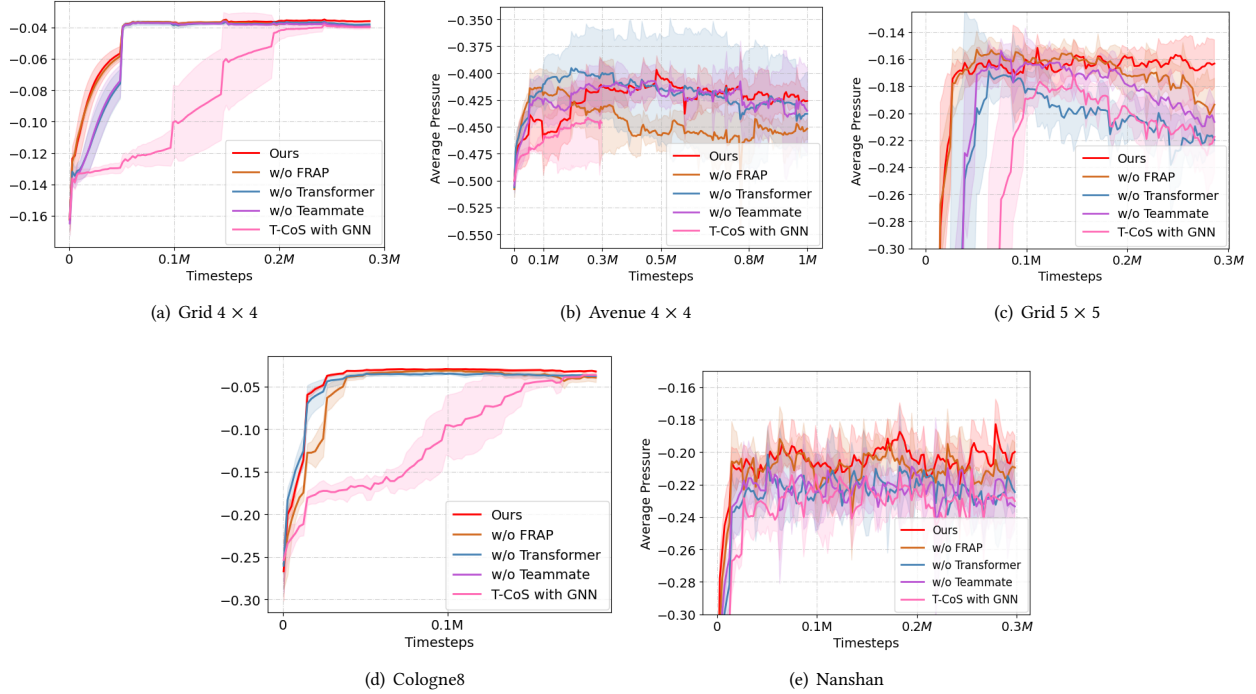 −0.04
−0.06
−0.08
−0.10
−0.12
−0.14
−0.16
Ours
w/o FRAP
w/o Transformer
w/o Teammate
T-CoS with GNN
0
0.1M
0.2M
0.3M
Timesteps
(a) Grid 4 × 4
Average Pressure
−0.350
−0.375
−0.400
−0.425
−0.450
−0.475
−0.500
−0.525
−0.550
Ours
w/o FRAP
w/o Transformer
w/o Teammate
T-CoS with GNN
0
0.1M
0.3M
0.5M
0.8M
1M
Timesteps
(b) Avenue 4 × 4
Average Pressure
−0.14
−0.16
−0.18
−0.20
−0.22
−0.24
−0.26
−0.28
−0.30
Ours
w/o FRAP
w/o Transformer
w/o Teammate
T-CoS with GNN
0
0.1M
0.2M
0.3M
Timesteps
(c) Grid 5 × 5
−0.05
−0.10
−0.15
−0.20
−0.25
−0.30
Ours
w/o FRAP
w/o Transformer
w/o Teammate
T-CoS with GNN
0
0.1M
Timesteps
(d) Cologne8
Average Pressure
−0.16
−0.18
−0.20
−0.22
−0.24
−0.26
−0.28
−0.30
Ours
w/o FRAP
w/o Transformer
w/o Teammate
T-CoS with GNN
0
0.1M
0.2M
0.3M
Timesteps
(e) Nanshan